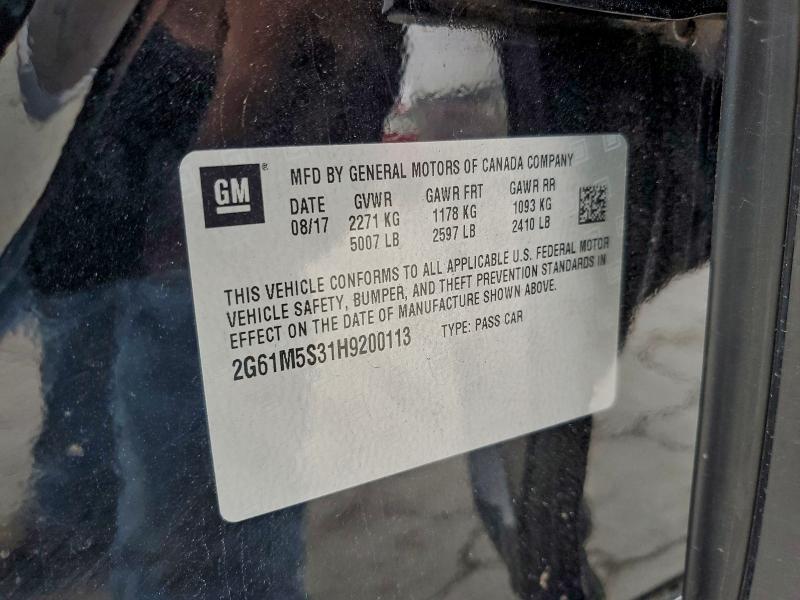 GM ® MFD BY GENERAL MOTORS OF CANADA COMPANY
DATE GVWR GAWR FRT GAWR RR
08/17 2271 KG 1178 KG 1093 KG
5007 LB 2597 LB 2410 LB
THIS VEHICLE CONFORMS TO ALL APPLICABLE U.S. FEDERAL MOTOR
VEHICLE SAFETY, BUMPER, AND THEFT PREVENTION STANDARDS IN
EFFECT ON THE DATE OF MANUFACTURE SHOWN ABOVE.
2G61M5S31H9200113 TYPE: PASS CAR